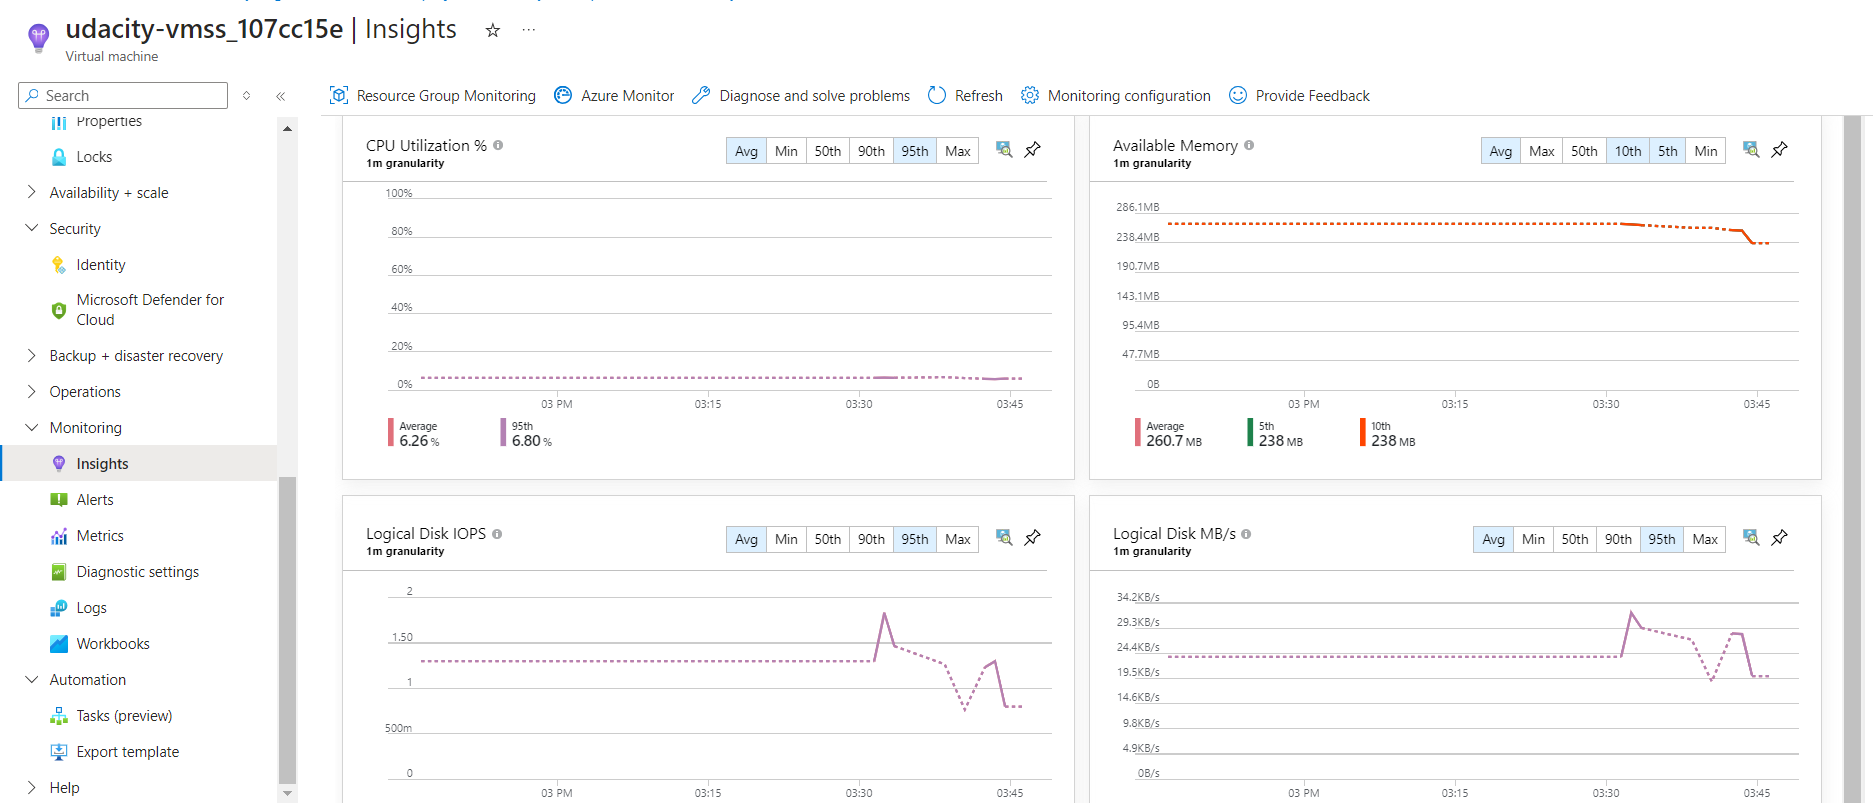 udacity-vmss_107cc15e | Insights
Virtual machine
Search
Resource Group Monitoring
Azure Monitor
Diagnose and solve problems
Refresh
Monitoring configuration
Provide Feedback
Properties
Locks
Availability + scale
Security
Identity
Microsoft Defender for
Cloud
Backup + disaster recovery
Operations
Monitoring
Insights
Alerts
Metrics
Diagnostic settings
Logs
Workbooks
Automation
Tasks (preview)
Export template
Help
CPU Utilization %
1m granularity
Avg Min 50th 90th 95th Max
100%
80%
60%
40%
20%
0%
03 PM 03:15 03:30 03:45
Average
6.26 %
95th
6.80 %
Available Memory
1m granularity
Avg Max 50th 10th 5th Min
286.1MB
238.4MB
190.7MB
143.1MB
95.4MB
47.7MB
0B
03 PM 03:15 03:30 03:45
Average
260.7 MB
5th
238 MB
10th
238 MB
Logical Disk IOPS
1m granularity
Avg Min 50th 90th 95th Max
2
1.50
1
500m
0
03 PM 03:15 03:30 03:45
Logical Disk MB/s
1m granularity
Avg Min 50th 90th 95th Max
34.2KB/s
29.3KB/s
24.4KB/s
19.5KB/s
14.6KB/s
9.8KB/s
4.9KB/s
0B/s
03 PM 03:15 03:30 03:45